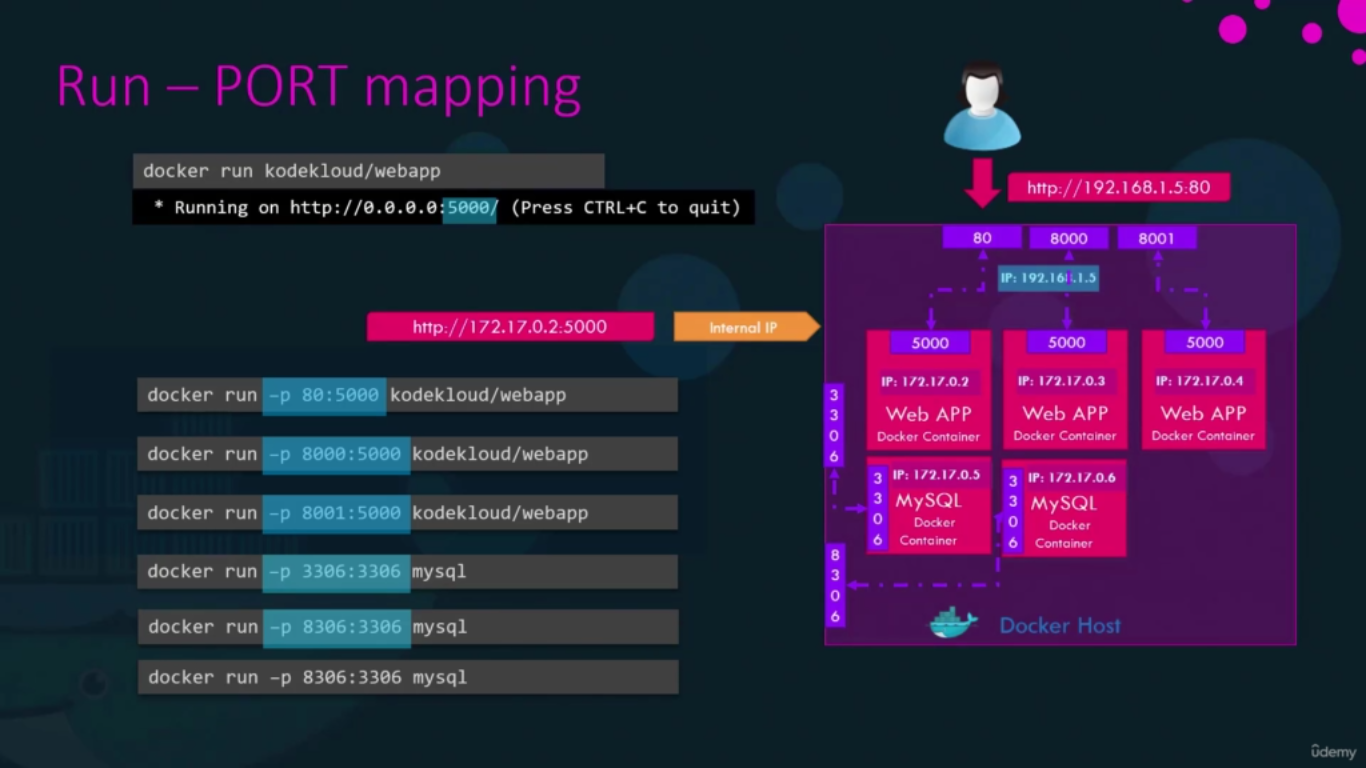 Run – PORT mapping
docker run kodekloud/webapp
* Running on http://0.0.0.0:5000/ (Press CTRL+C to quit)
http://192.168.1.5:80
80
8000
8001
IP: 192.168.1.5
http://172.17.0.2:5000
Internal IP
5000
5000
5000
IP: 172.17.0.2
IP: 172.17.0.3
IP: 172.17.0.4
Web APP
Web APP
Web APP
Docker Container
Docker Container
Docker Container
3306
3306
IP: 172.17.0.5
MySQL
Docker
Container
3306
IP: 172.17.0.6
MySQL
Docker
Container
8306
Docker Host
docker run -p 80:5000 kodekloud/webapp
docker run -p 8000:5000 kodekloud/webapp
docker run -p 8001:5000 kodekloud/webapp
docker run -p 3306:3306 mysql
docker run -p 8306:3306 mysql
docker run -p 8306:3306 mysql
ûdemy